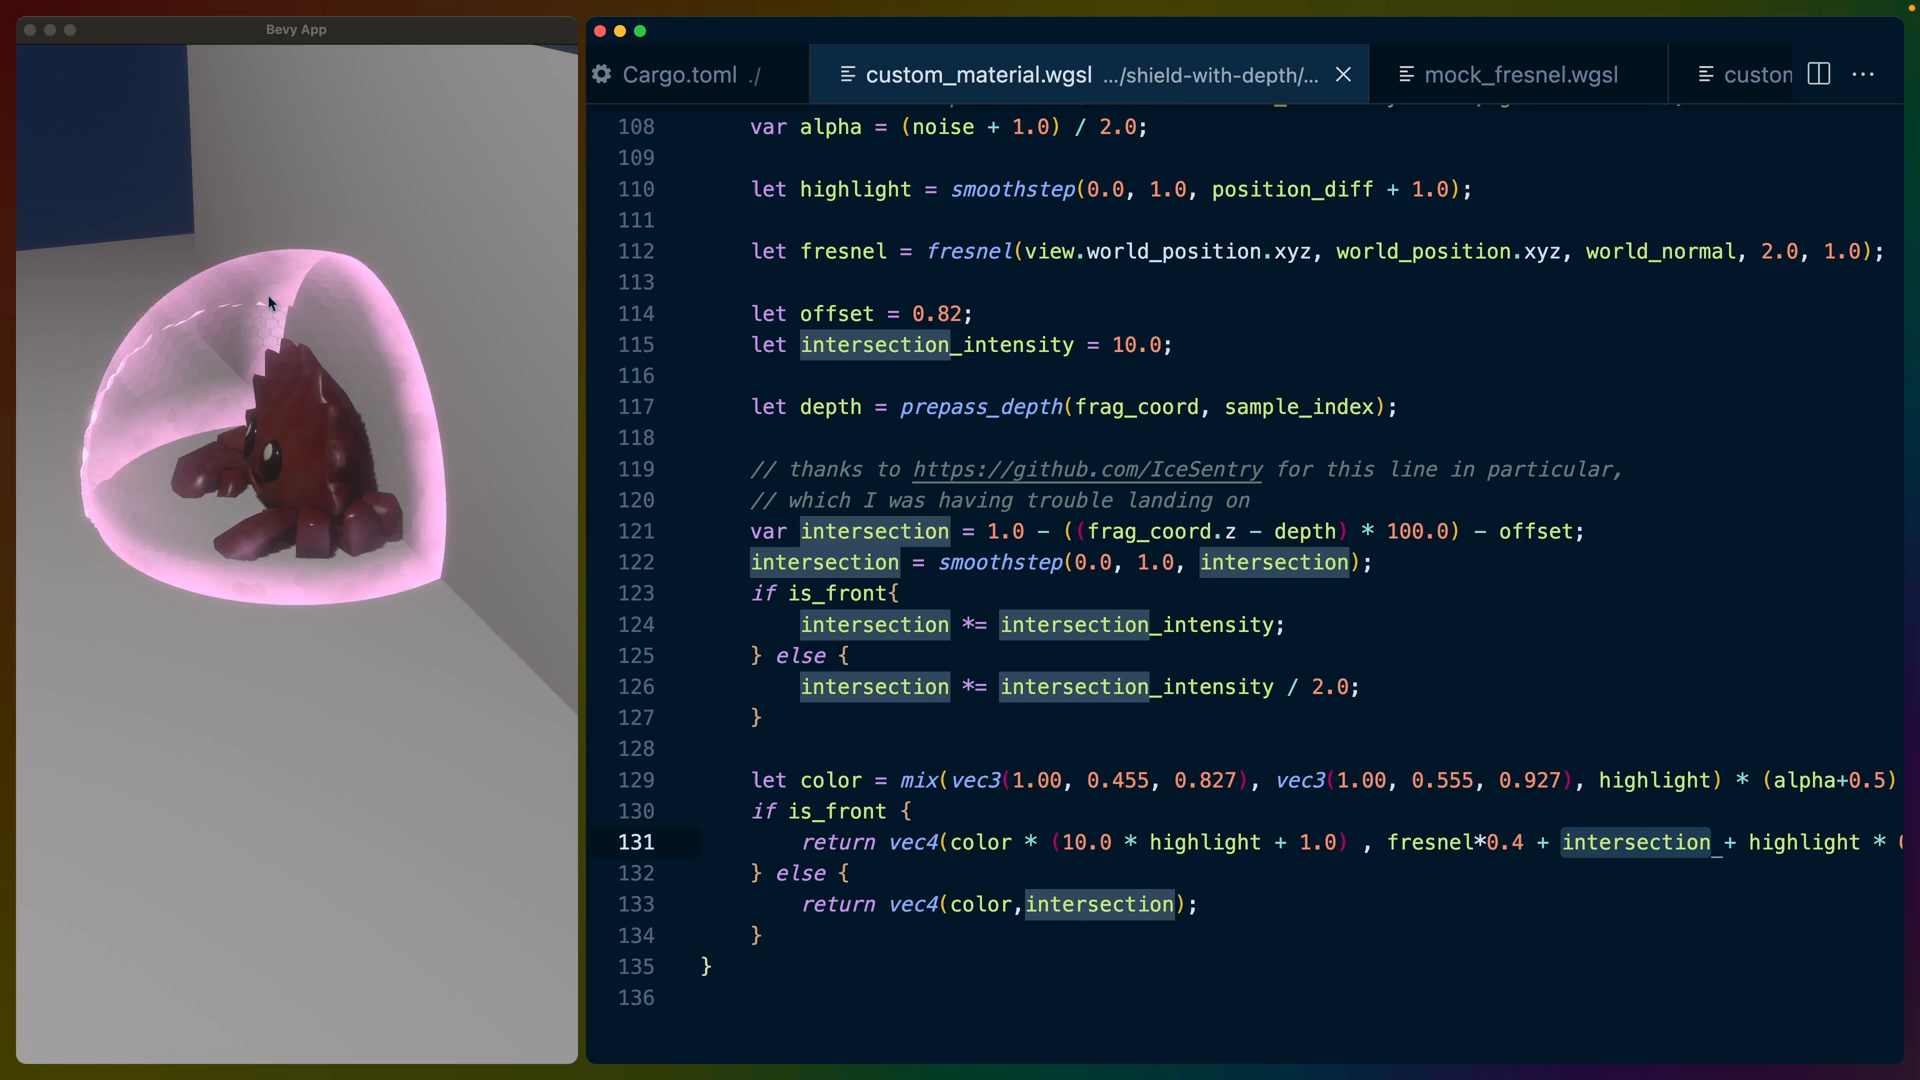 Bevy App
Cargo.toml ./
custom_material.wgsl .../shield-with-depth/...
mock_fresnel.wgsl
108 var alpha = (noise + 1.0) / 2.0;
109
110 let highlight = smoothstep(0.0, 1.0, position_diff + 1.0);
111
112 let fresnel = fresnel(view.world_position.xyz, world_position.xyz, world_normal, 2.0, 1.0);
113
114 let offset = 0.82;
115 let intersection_intensity = 10.0;
116
117 let depth = prepass_depth(frag_coord, sample_index);
118
119 // thanks to https://github.com/IceSentry for this line in particular,
120 // which I was having trouble landing on
121 var intersection = 1.0 - ((frag_coord.z - depth) * 100.0) - offset;
122 intersection = smoothstep(0.0, 1.0, intersection);
123 if is_front{
124 intersection *= intersection_intensity;
125 } else {
126 intersection *= intersection_intensity / 2.0;
127 }
128
129 let color = mix(vec3(1.00, 0.455, 0.827), vec3(1.00, 0.555, 0.927), highlight) * (alpha+0.5)
130 if is_front {
131 return vec4(color * (10.0 * highlight + 1.0) , fresnel*0.4 + intersection + highlight *
132 } else {
133 return vec4(color,intersection);
134 }
135 }
136